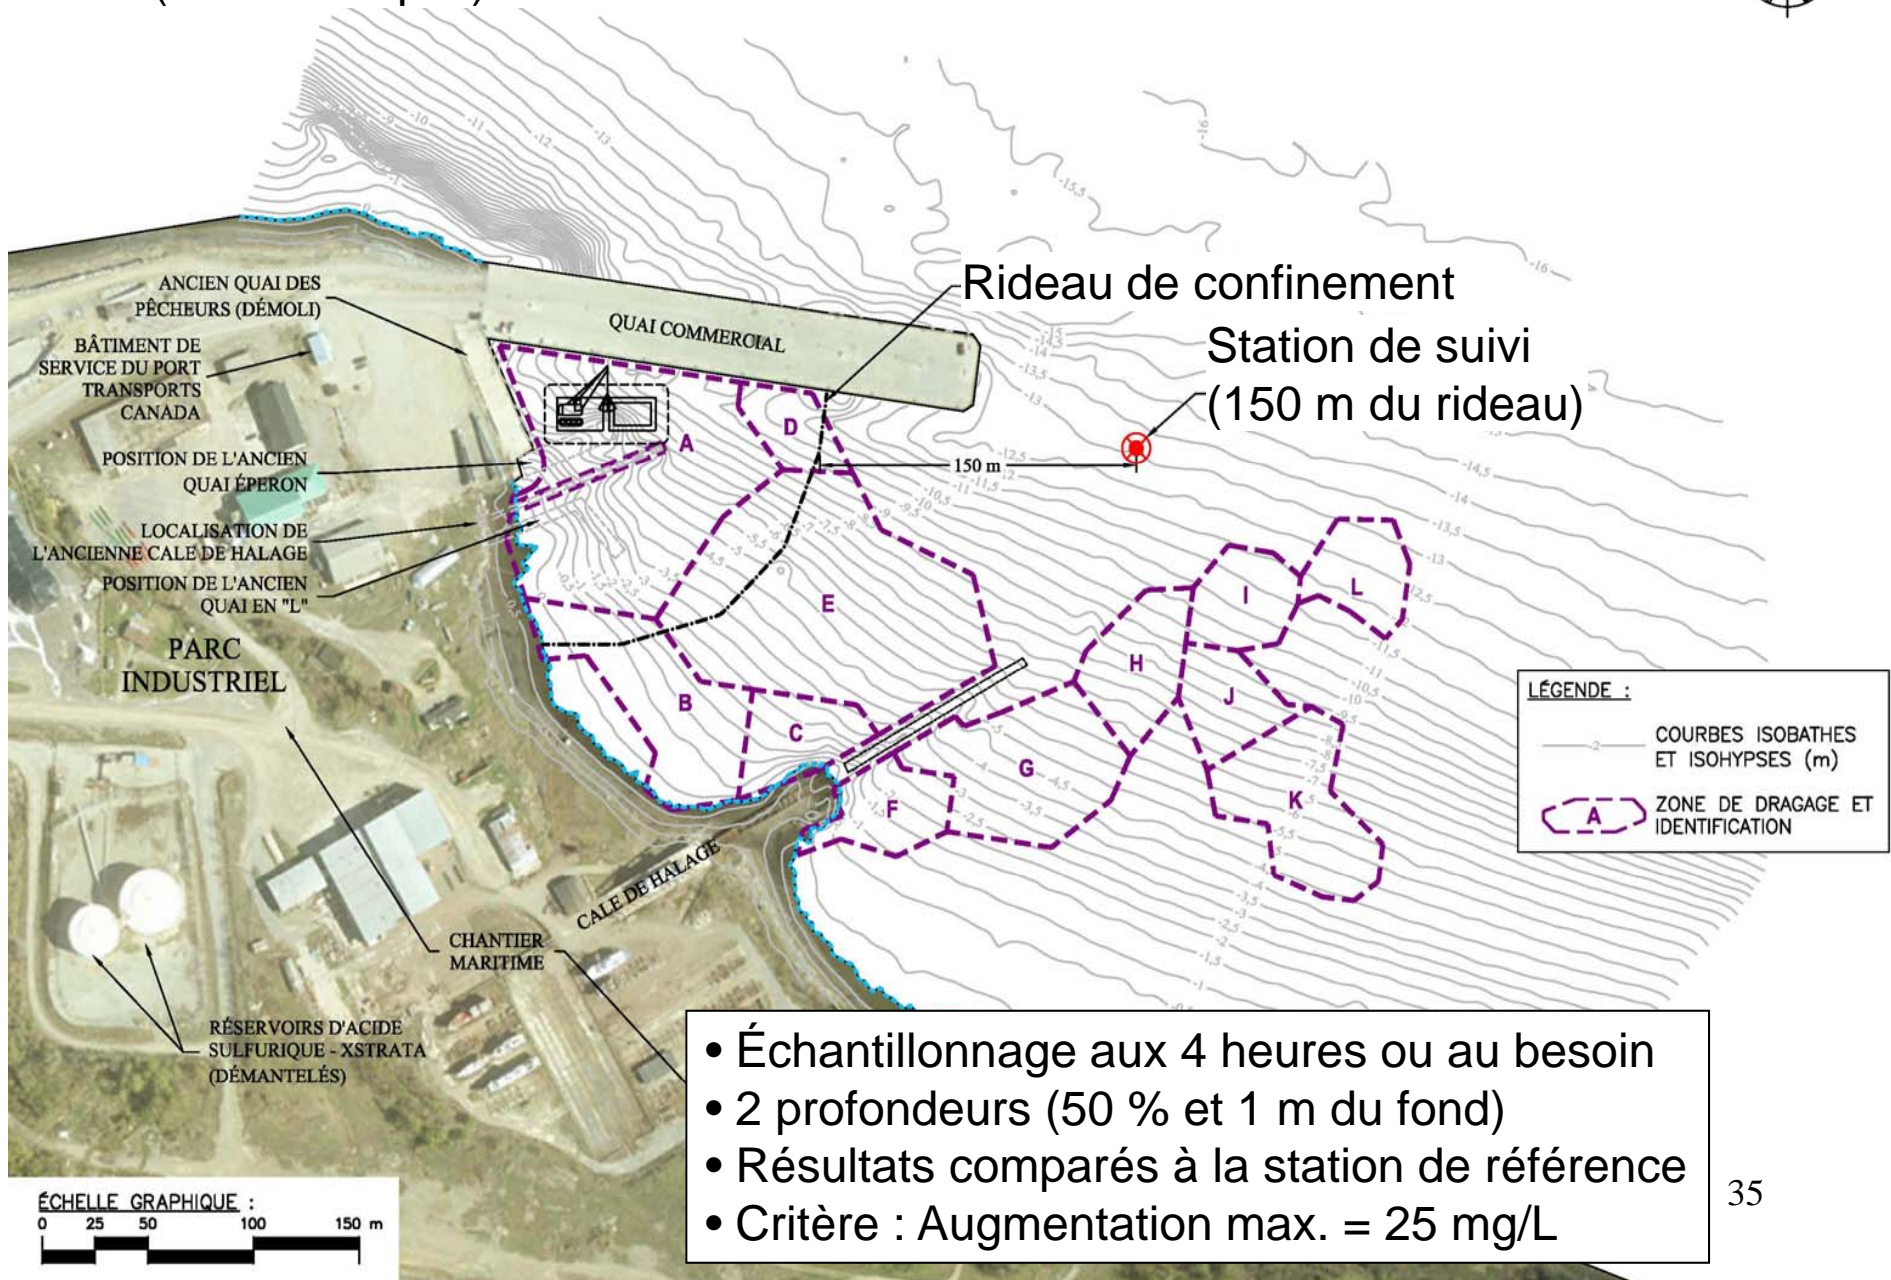 Rideau de confinement
Station de suivi
(150 m du rideau)
ANCIEN QUAI DES
PÊCHEURS (DÉMOLI)
BÂTIMENT DE
SERVICE DU PORT
TRANSPORTS
CANADA
POSITION DE L'ANCIEN
QUAI ÉPERON
LOCALISATION DE
L'ANCIENNE CALE DE HALAGE
POSITION DE L'ANCIEN
QUAI EN "L"
PARC
INDUSTRIEL
QUAI COMMERCIAL
150 m
A
D
E
B
C
F
G
H
I
J
K
L
CALE DE HALAGE
CHANTIER
MARITIME
RÉSERVOIRS D'ACIDE
SULFURIQUE - XSTRATA
(DÉMANTELÉS)
LÉGENDE :
-2
COURBES ISOBATHES
ET ISOHYPSES (m)
A
ZONE DE DRAGAGE ET
IDENTIFICATION
• Échantillonnage aux 4 heures ou au besoin
• 2 profondeurs (50 % et 1 m du fond)
• Résultats comparés à la station de référence
• Critère : Augmentation max. = 25 mg/L
35
ÉCHELLE GRAPHIQUE :
0 25 50 100 150 m